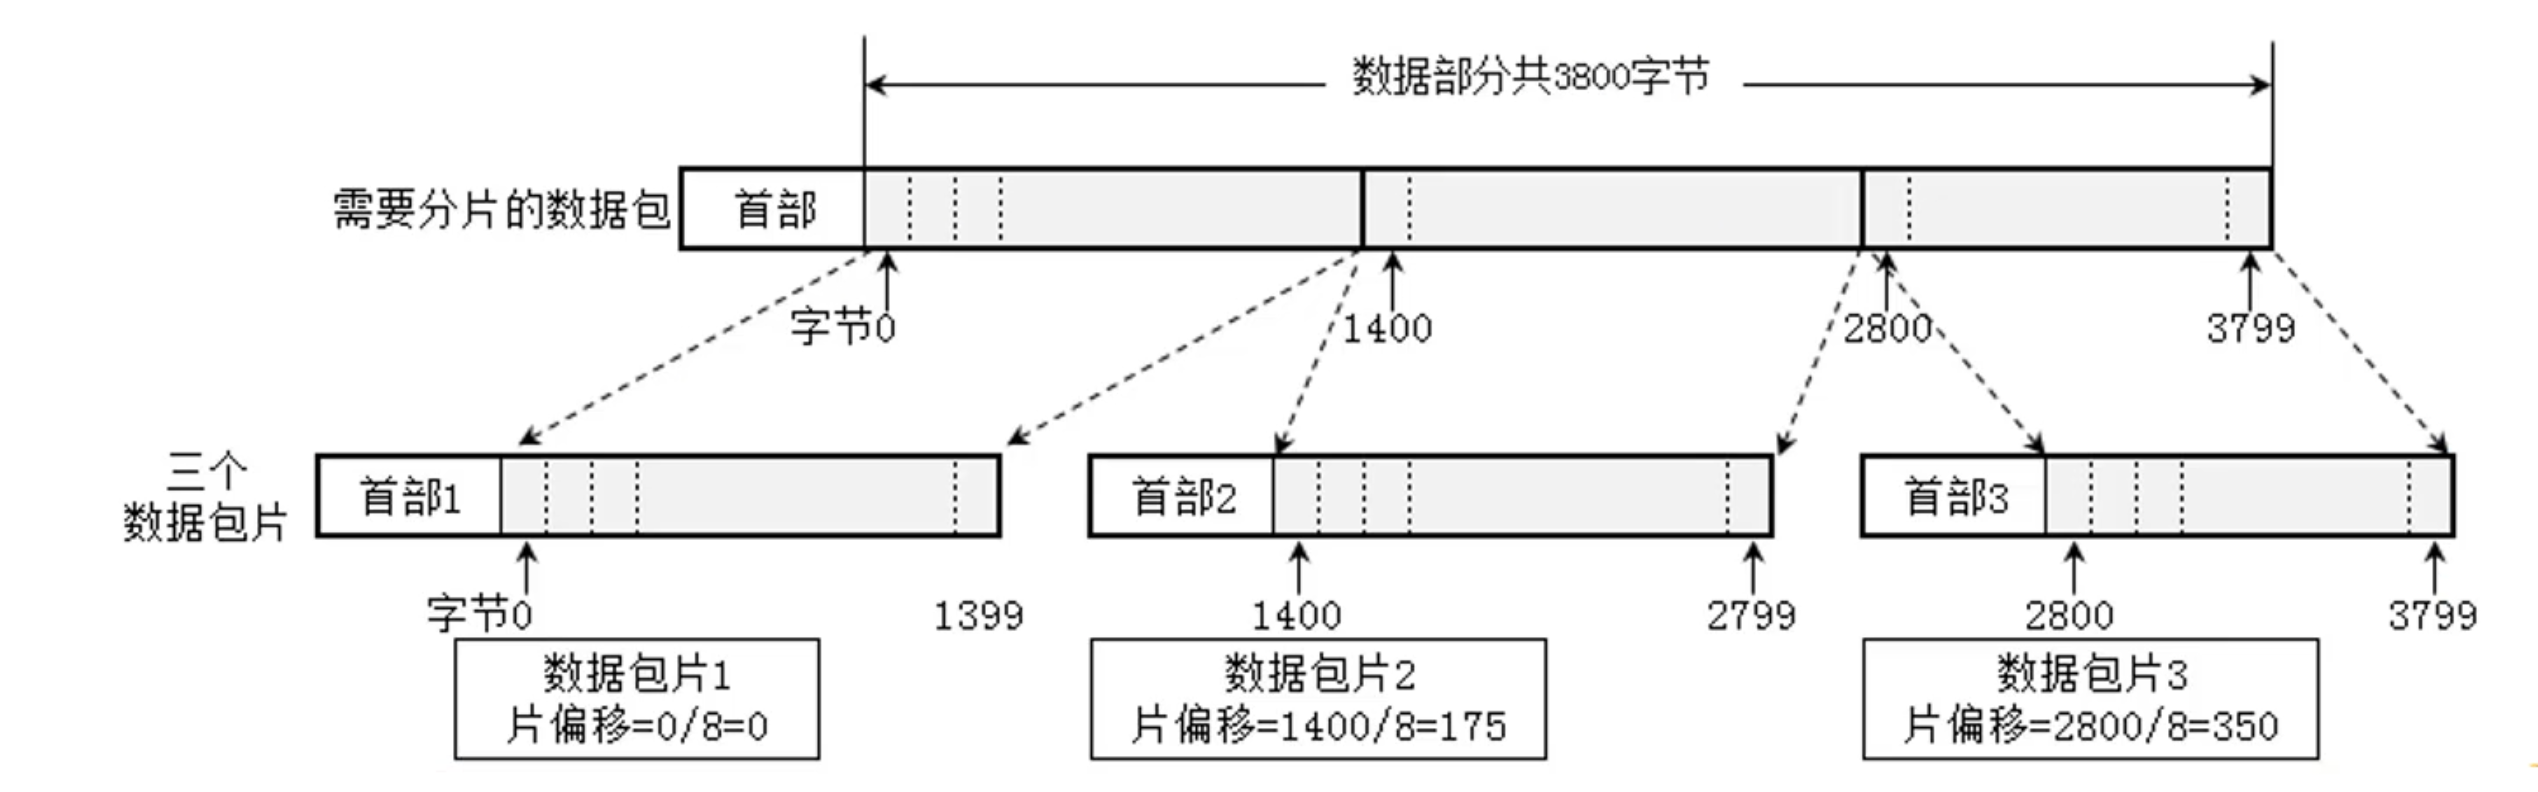 数据部分共3800字节
需要分片的数据包
首部
字节0
1400
2800
3799
三个
数据包片
首部1
首部2
首部3
字节0
1399
1400
2799
2800
3799
数据包片1
片偏移=0/8=0
数据包片2
片偏移=1400/8=175
数据包片3
片偏移=2800/8=350